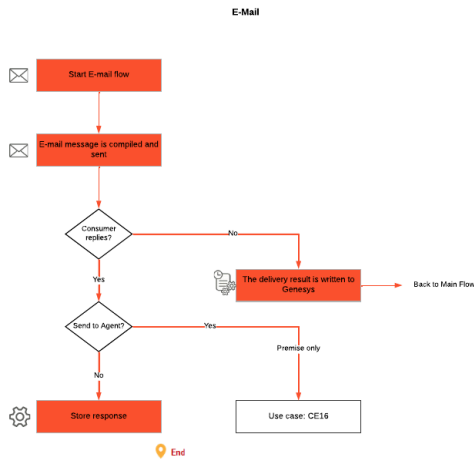 E-Mail
Start E-mail flow
E-mail message is compiled and
sent
Consumer
replies?
No
The delivery result is written to
Genesys
Back to Main Flow
Yes
Send to Agent?
Yes
Premise only
No
Store response
Use case: CE16
End